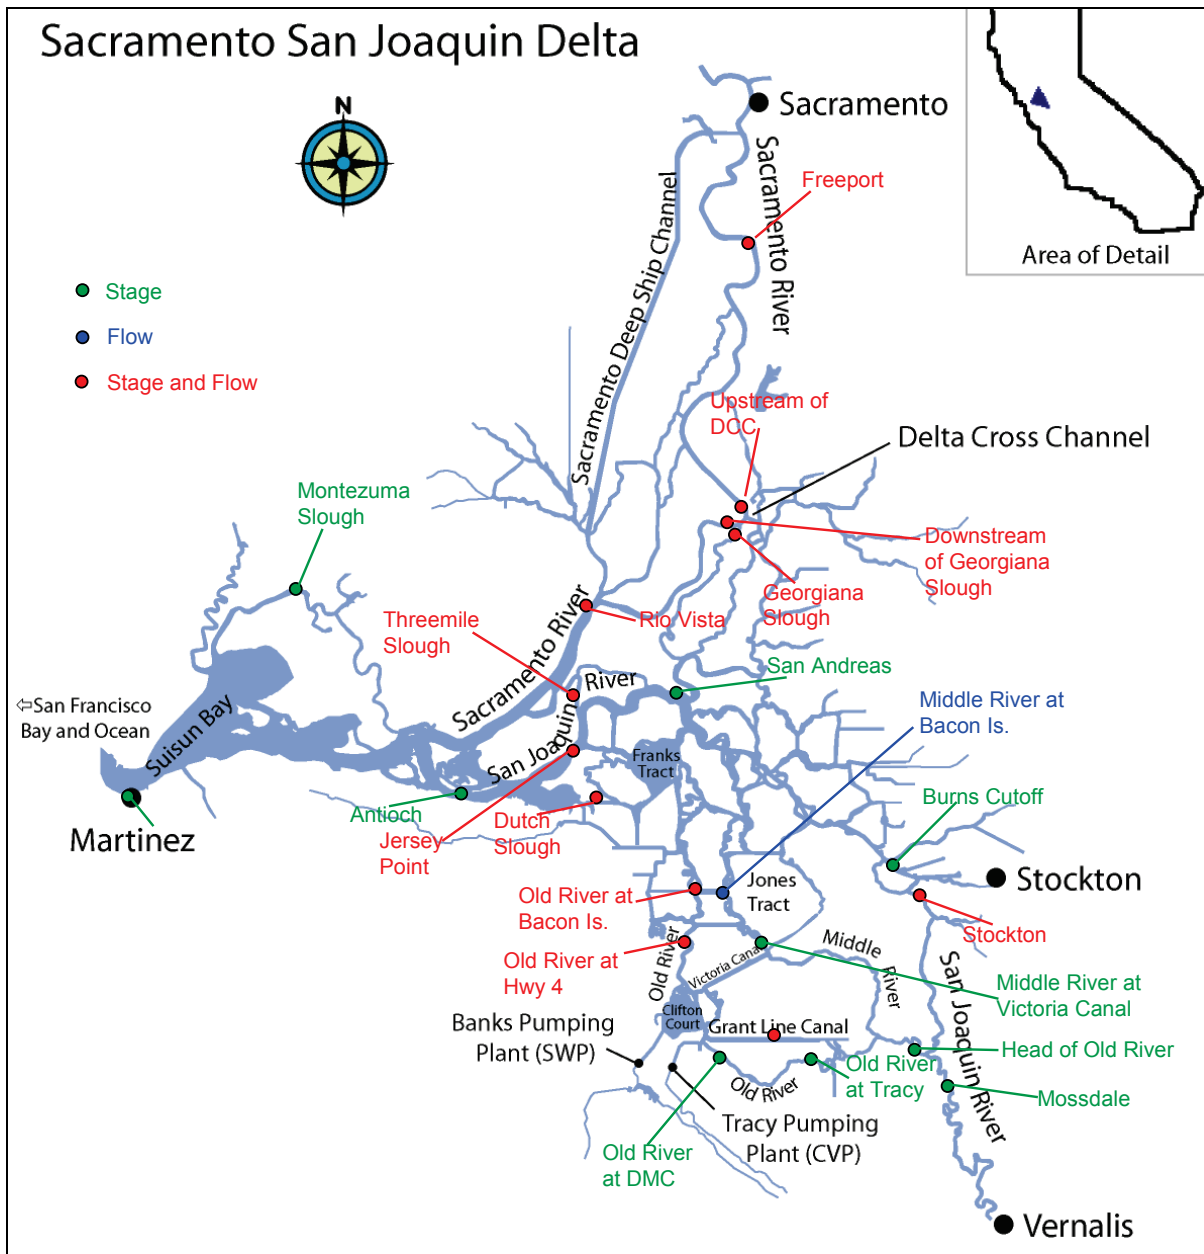 Sacramento San Joaquin Delta
N
Sacramento
Sacramento River
Freeport
Area of Detail
Sacramento Deep Ship Channel
Stage
Flow
Stage and Flow
Upstream of
DCC
Delta Cross Channel
Montezuma
Slough
Downstream
of Georgiana
Slough
Georgiana
Slough
Threemile
Slough
Rio Vista
Sacramento River
San Andreas
San Joaquin
River
Middle River at
Bacon Is.
⇦San Francisco
Bay and Ocean
Suisun Bay
Franks
Tract
Antioch
Jersey
Point
Dutch
Slough
Burns Cutoff
Martinez
Jones
Tract
Stockton
Old River at
Bacon Is.
Stockton
Old River at
Hwy 4
Old River
Victoria Canal
Middle
River
San Joaquin River
Middle River at
Victoria Canal
Clifton
Court
Banks Pumping
Plant (SWP)
Grant Line Canal
Head of Old River
Old River
at Tracy
Old River
Mossdale
Tracy Pumping
Plant (CVP)
Old River
at DMC
Vernalis